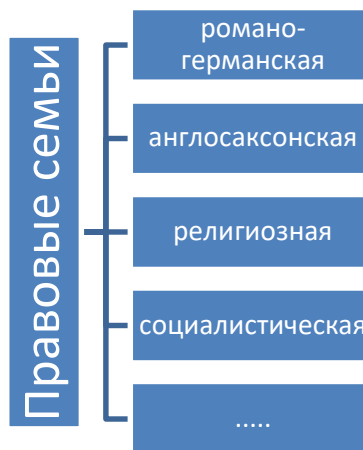 Правовые семьи
романо-
германская
англосаксонская
религиозная
социалистическая
.....